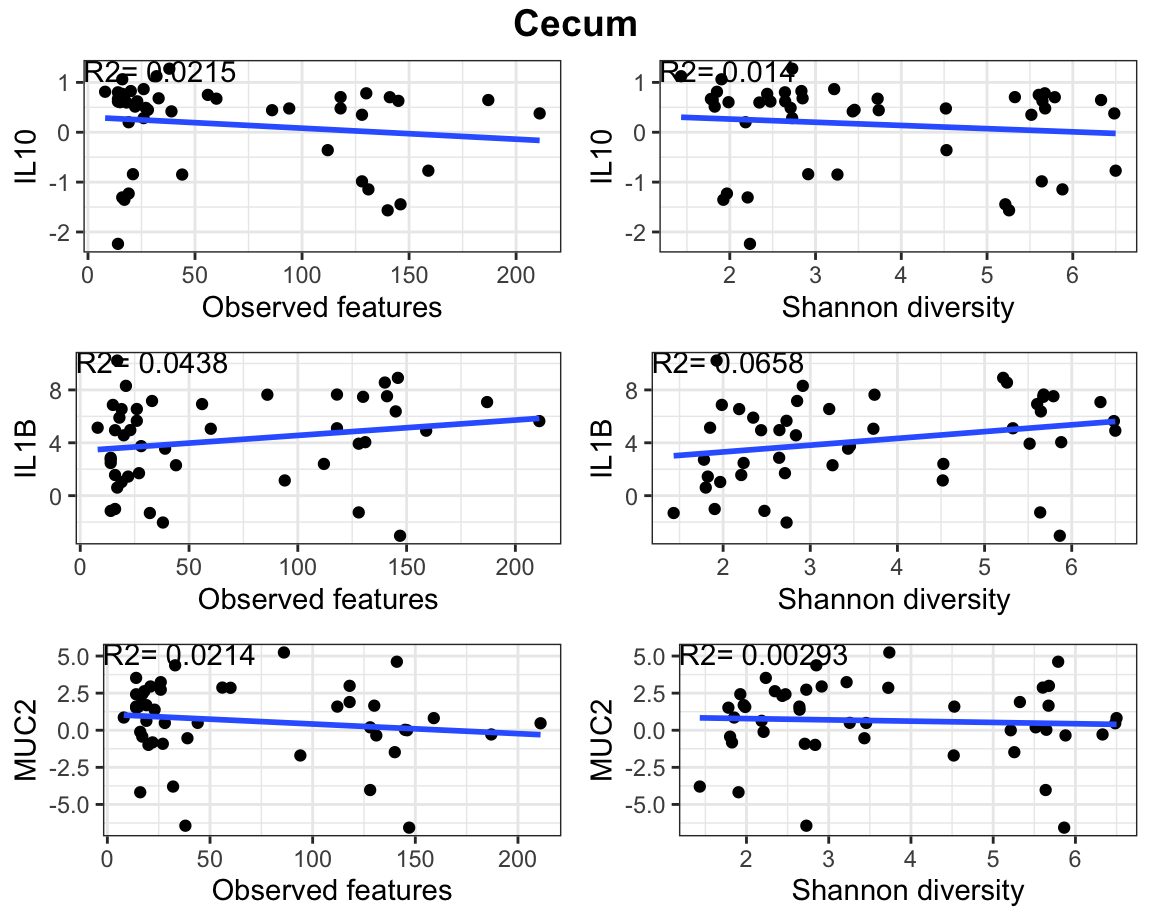 Cecum
R2= 0.0215
1
0
-1
-2
IL10
0 50 100 150 200
Observed features
R2= 0.014
1
0
-1
-2
IL10
2 3 4 5 6
Shannon diversity
R2= 0.0438
8
4
0
IL1B
0 50 100 150 200
Observed features
R2= 0.0658
8
4
0
IL1B
2 3 4 5 6
Shannon diversity
R2= 0.0214
5.0
2.5
0.0
-2.5
-5.0
MUC2
0 50 100 150 200
Observed features
R2= 0.00293
5.0
2.5
0.0
-2.5
-5.0
MUC2
2 3 4 5 6
Shannon diversity